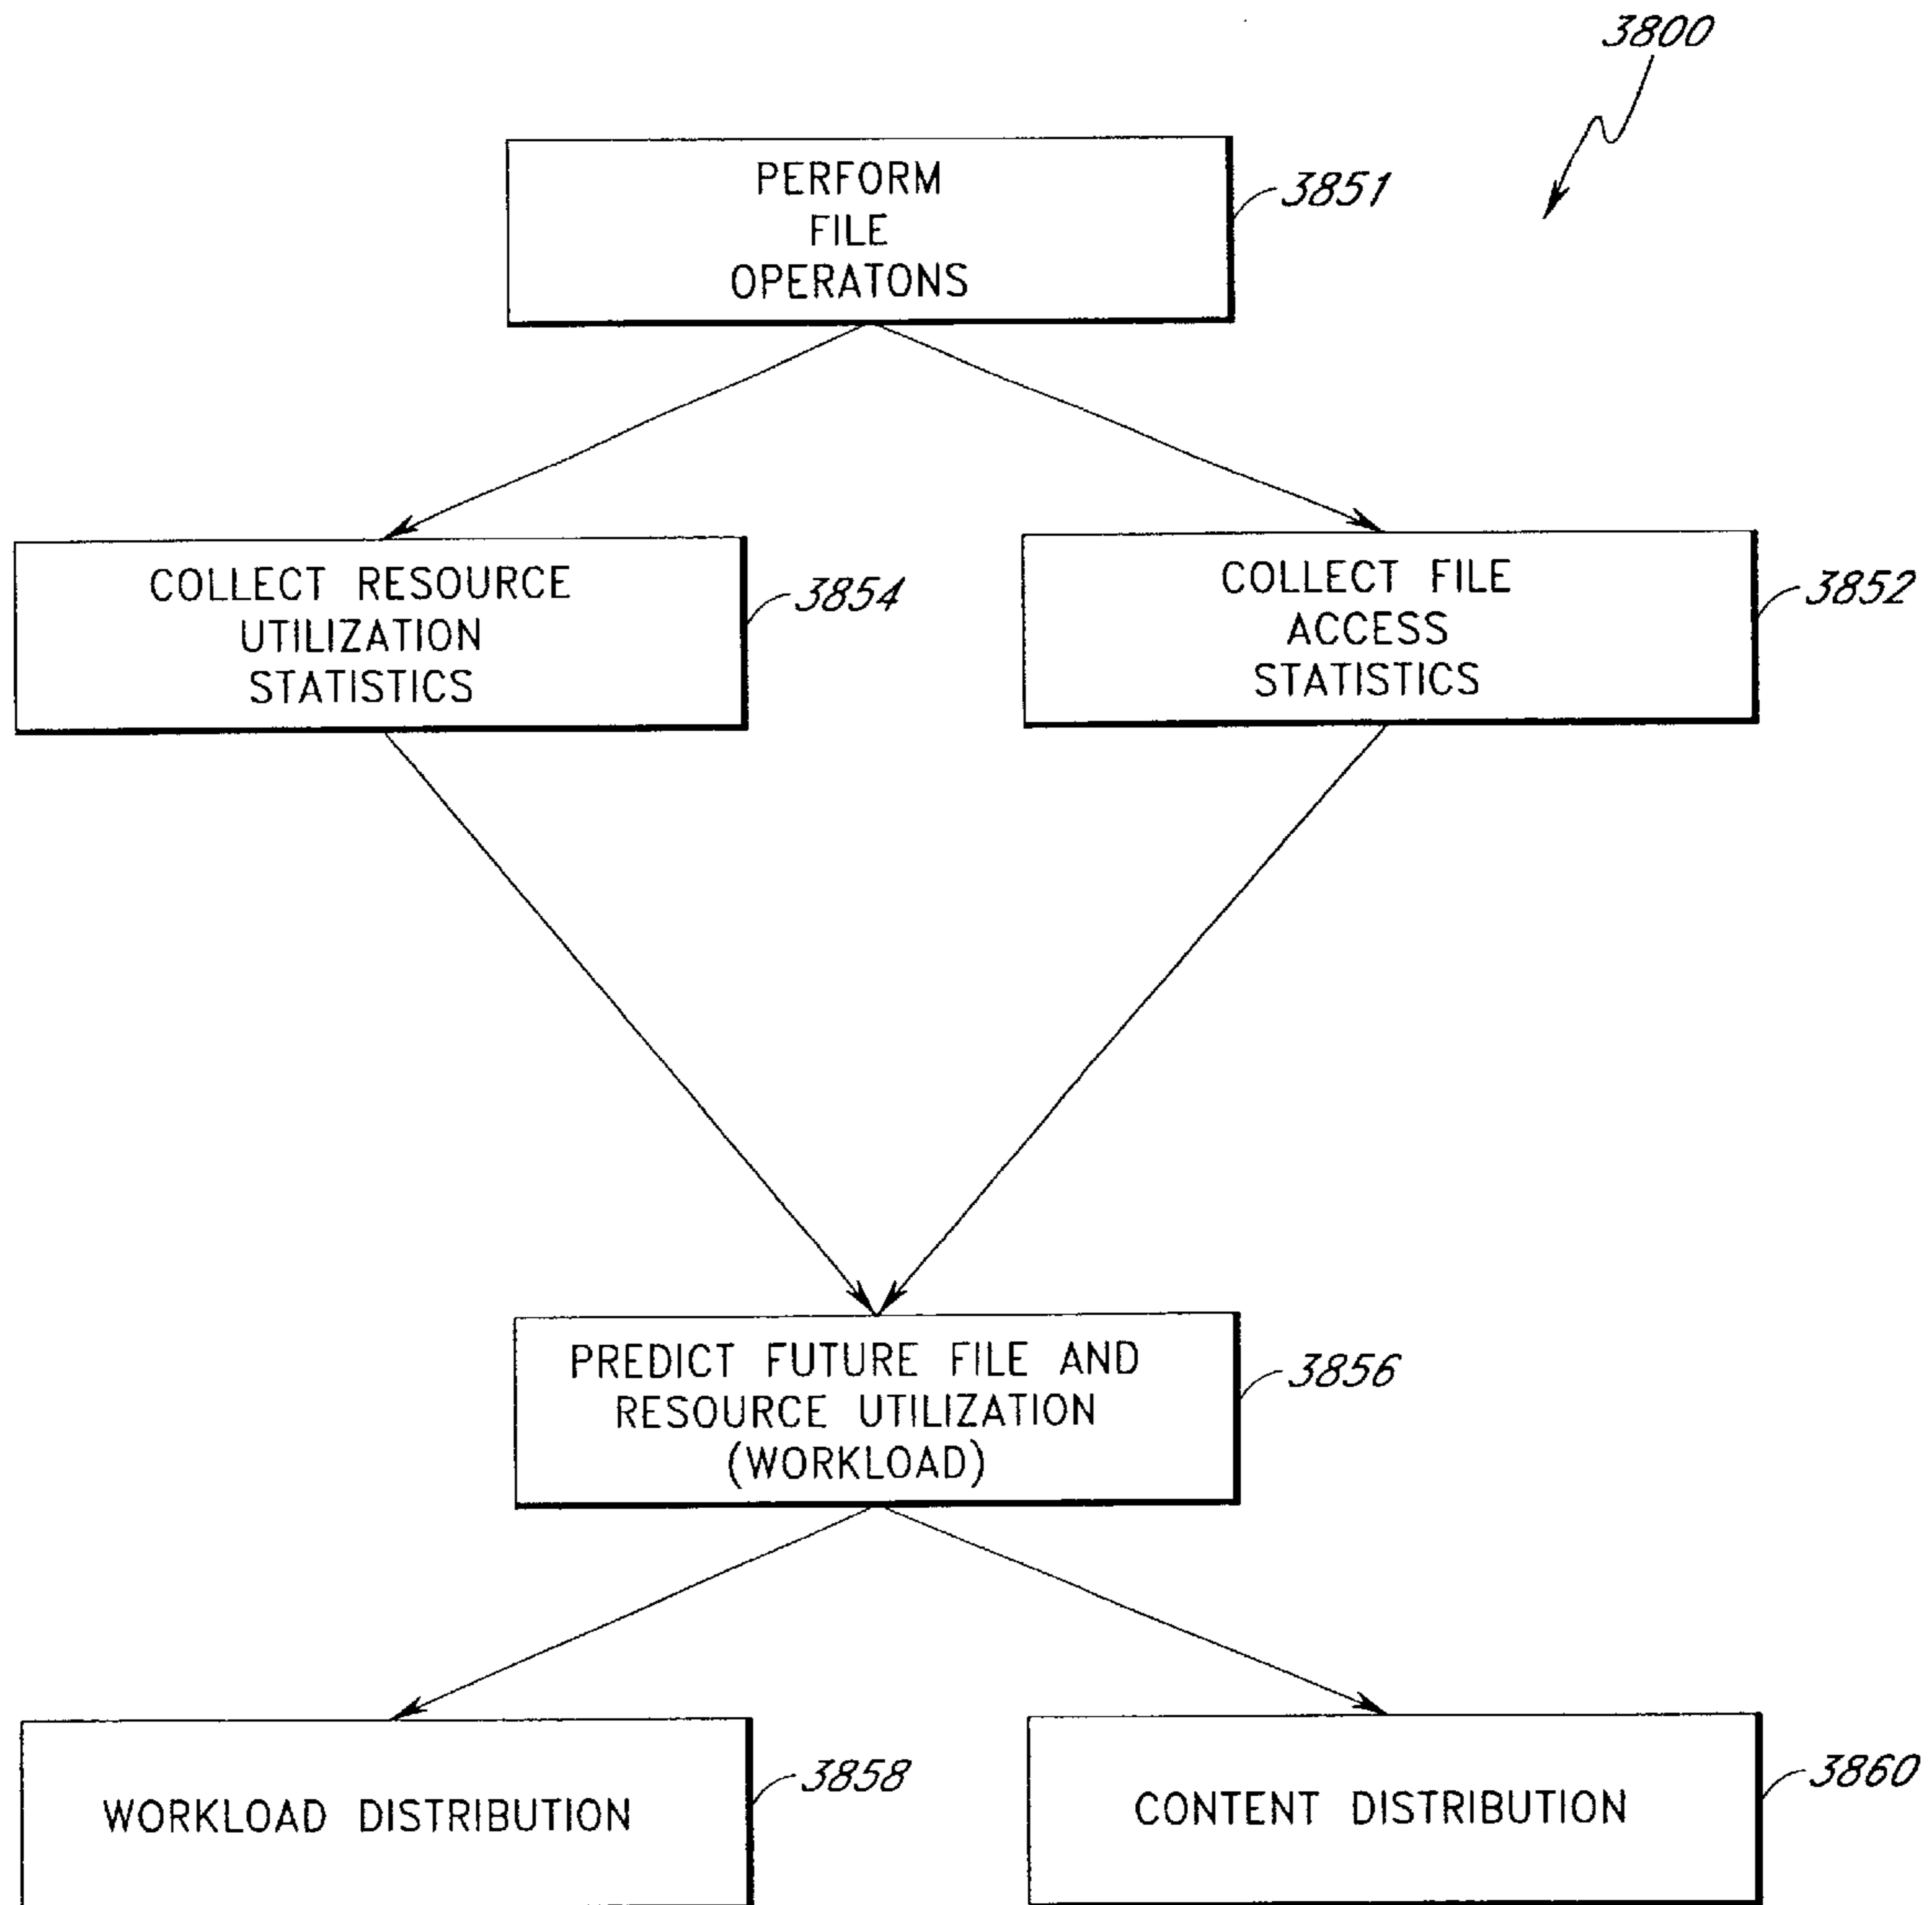 3800
PERFORM
FILE
OPERATONS
3851
COLLECT RESOURCE
UTILIZATION
STATISTICS
3854
COLLECT FILE
ACCESS
STATISTICS
3852
PREDICT FUTURE FILE AND
RESOURCE UTILIZATION
(WORKLOAD)
3856
WORKLOAD DISTRIBUTION
3858
CONTENT DISTRIBUTION
3860